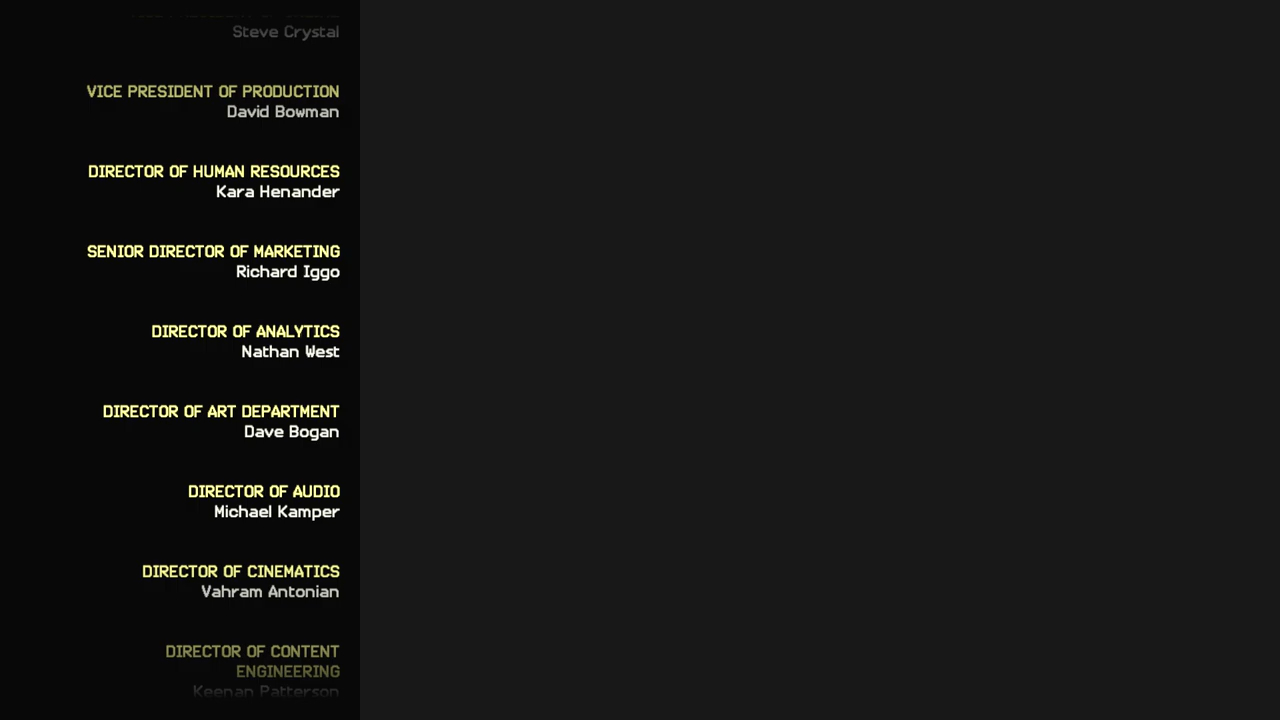 Steve Crystal
VICE PRESIDENT OF PRODUCTION
David Bowman
DIRECTOR OF HUMAN RESOURCES
Kara Henander
SENIOR DIRECTOR OF MARKETING
Richard Iggo
DIRECTOR OF ANALYTICS
Nathan West
DIRECTOR OF ART DEPARTMENT
Dave Bogan
DIRECTOR OF AUDIO
Michael Kamper
DIRECTOR OF CINEMATICS
Vahram Antonian
DIRECTOR OF CONTENT
ENGINEERING
Keenan Patterson